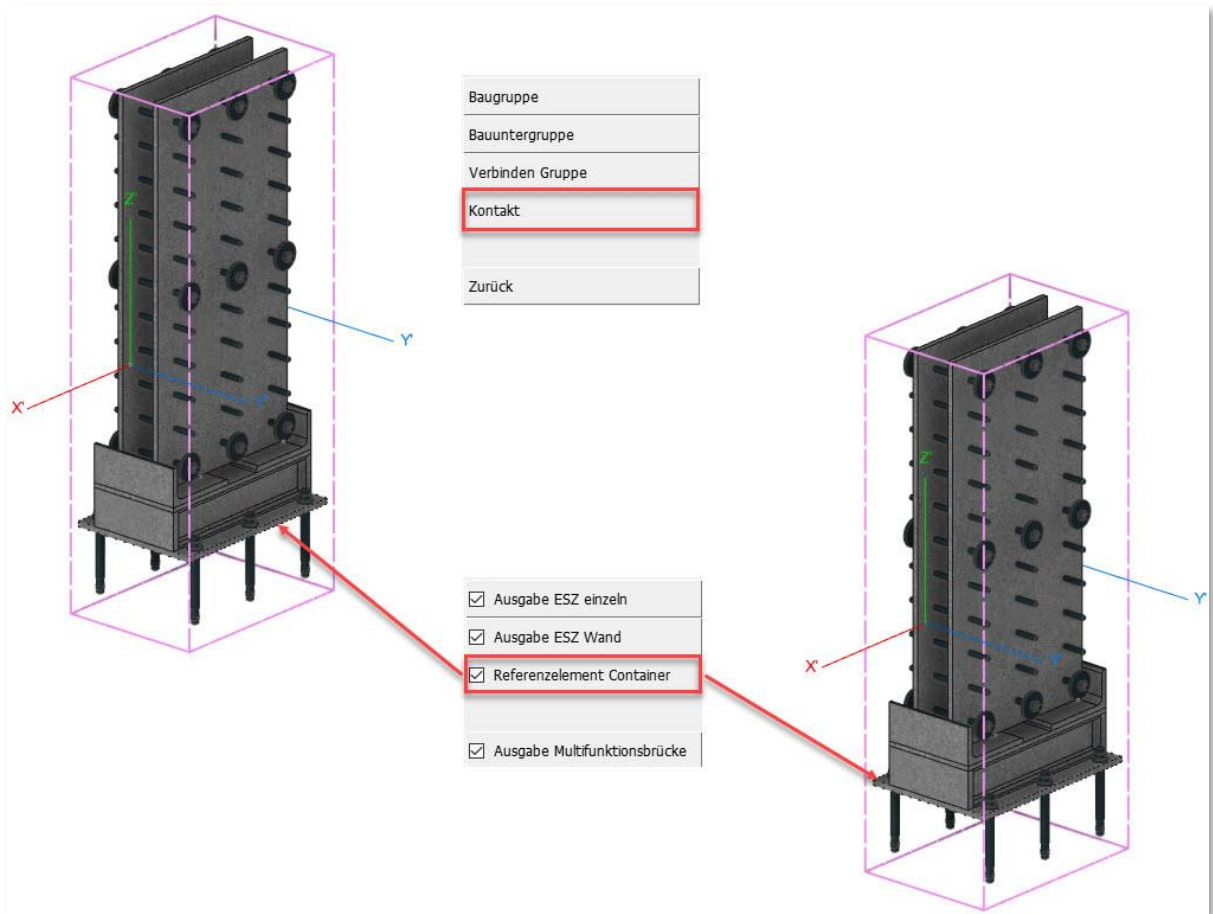 Baugruppe
Bauuntergruppe
Verbinden Gruppe
Kontakt
Zurück
Z'
Y'
X'
Y'
Ausgabe ESZ einzeln
Ausgabe ESZ Wand
Referenzelement Container
Ausgabe Multifunktionsbrücke
Z'
Y'
X'
Y'